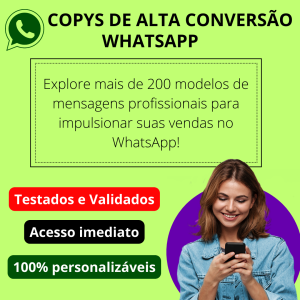 COPYS DE ALTA CONVERSÃO
WHATSAPP
Explore mais de 200 modelos de
mensagens profissionais para
impulsionar suas vendas no
WhatsApp!
Testados e Validados
Acesso imediato
100% personalizáveis